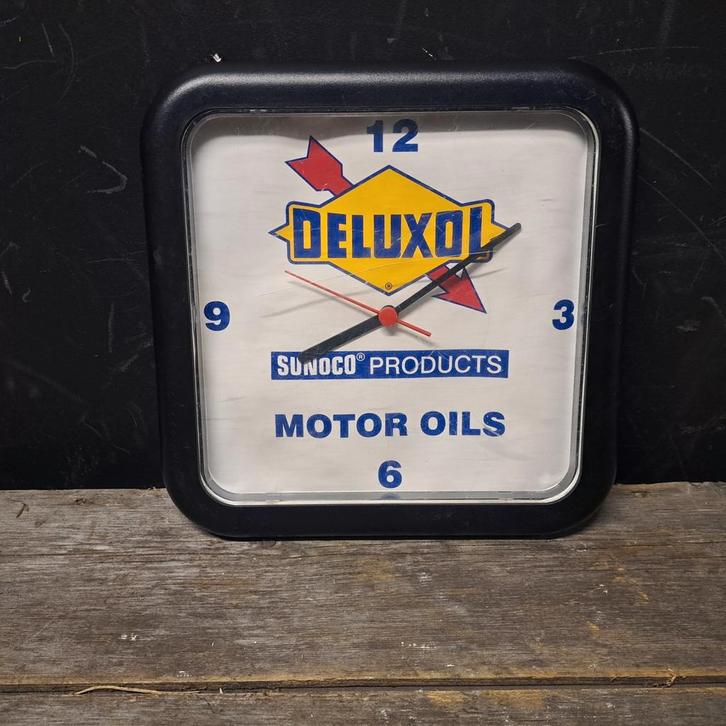 12
DELUXOL
®
9
3
SUNOCO® PRODUCTS
MOTOR OILS
6